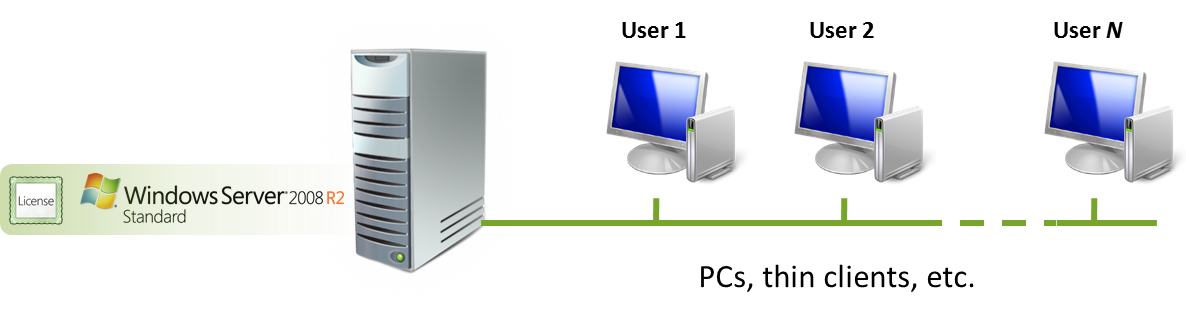 User 1
User 2
User N
License
Windows Server 2008 R2
Standard
PCs, thin clients, etc.